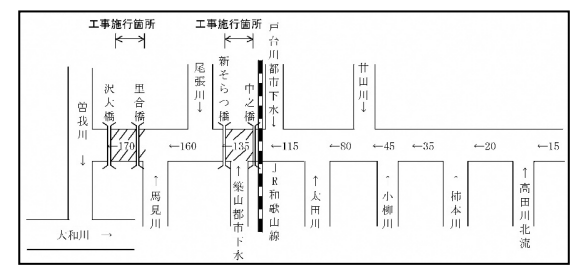 工事施行箇所
工事施行箇所
戸台川都市下水↓
尾張川↓
新そらつ橋
中之橋
廿田川↓
沢大橋
里合橋
曽我川↓
←170
←160
←135
←115
←80
←45
←35
←20
←15
↑馬見川
↑築山都市下水
JR和歌山線
↑太田川
↑小柳川
↑柿本川
↑高田川北流
大和川 →